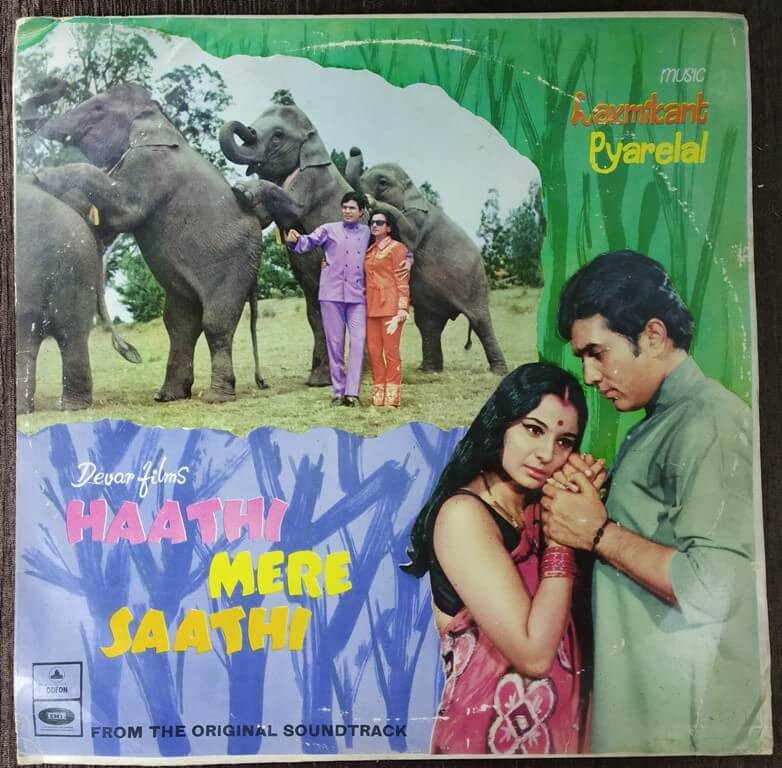 MUSIC
Laxmikant
Pyarelal
Devar films
HAATHI
MERE
SAATHI
ODEON
EMI
FROM THE ORIGINAL SOUNDTRACK